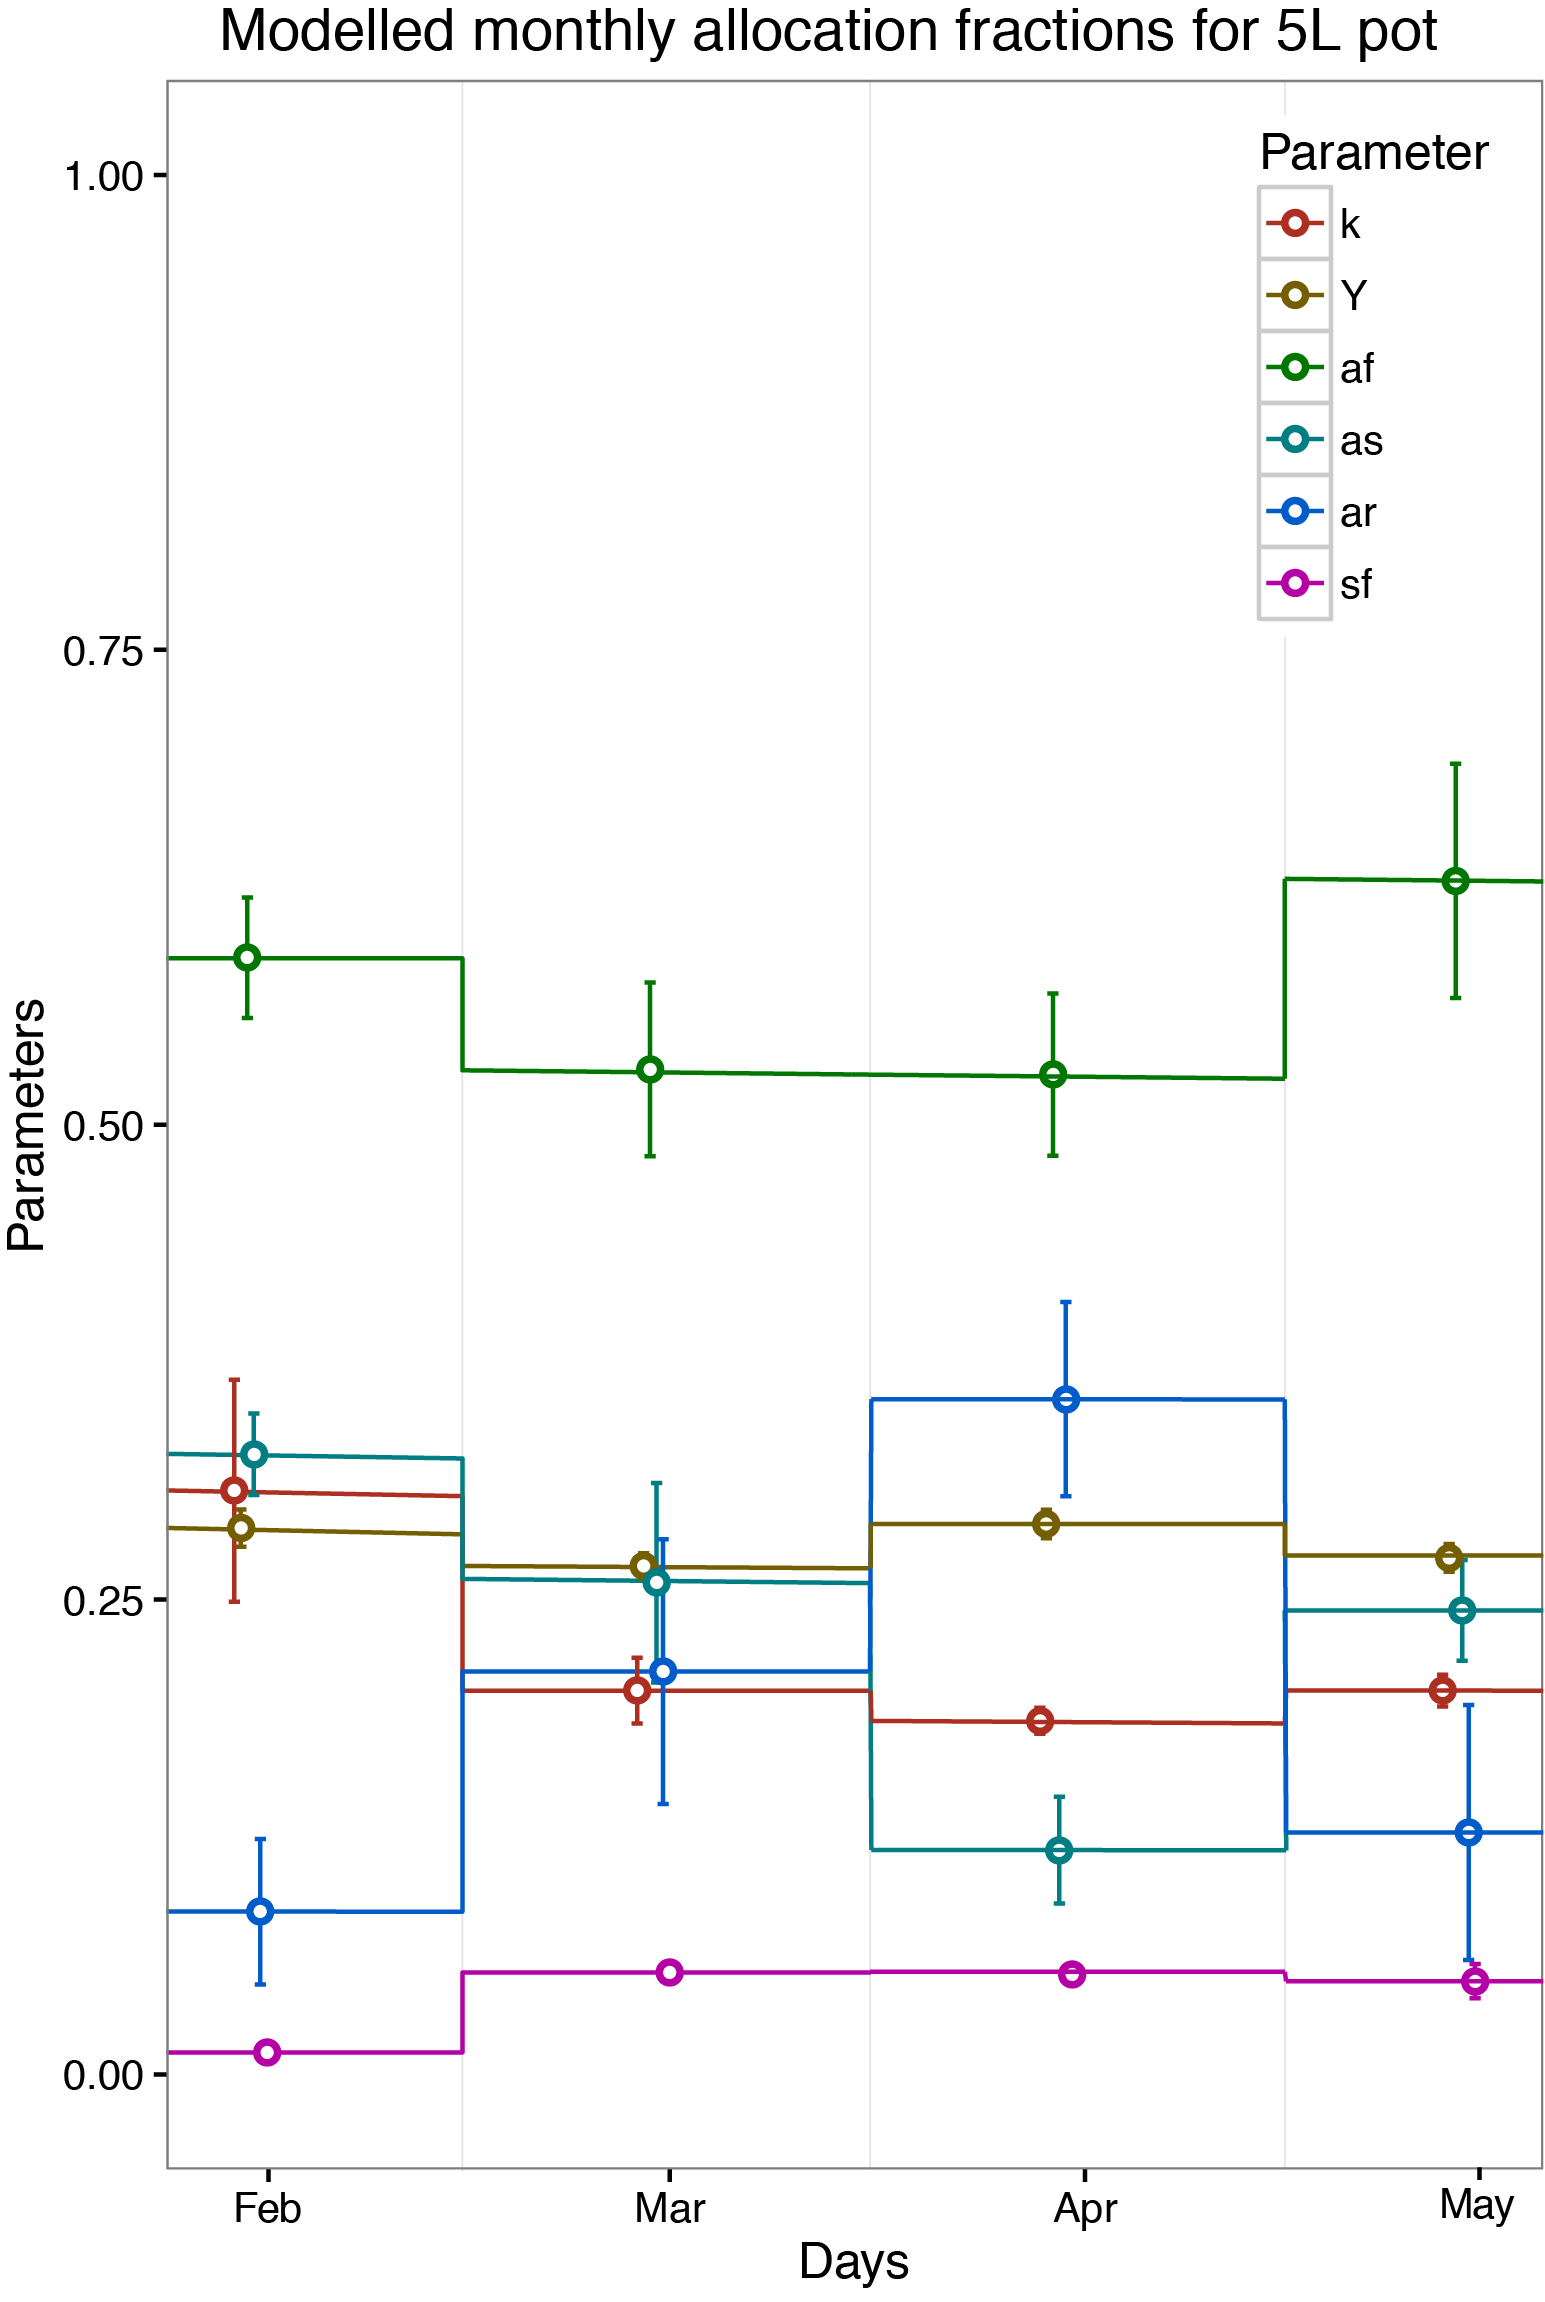 Modelled monthly allocation fractions for 5L pot
Parameter
k
Y
af
as
ar
sf
1.00
0.75
0.50
0.25
0.00
Parameters
Feb Mar Apr May
Days